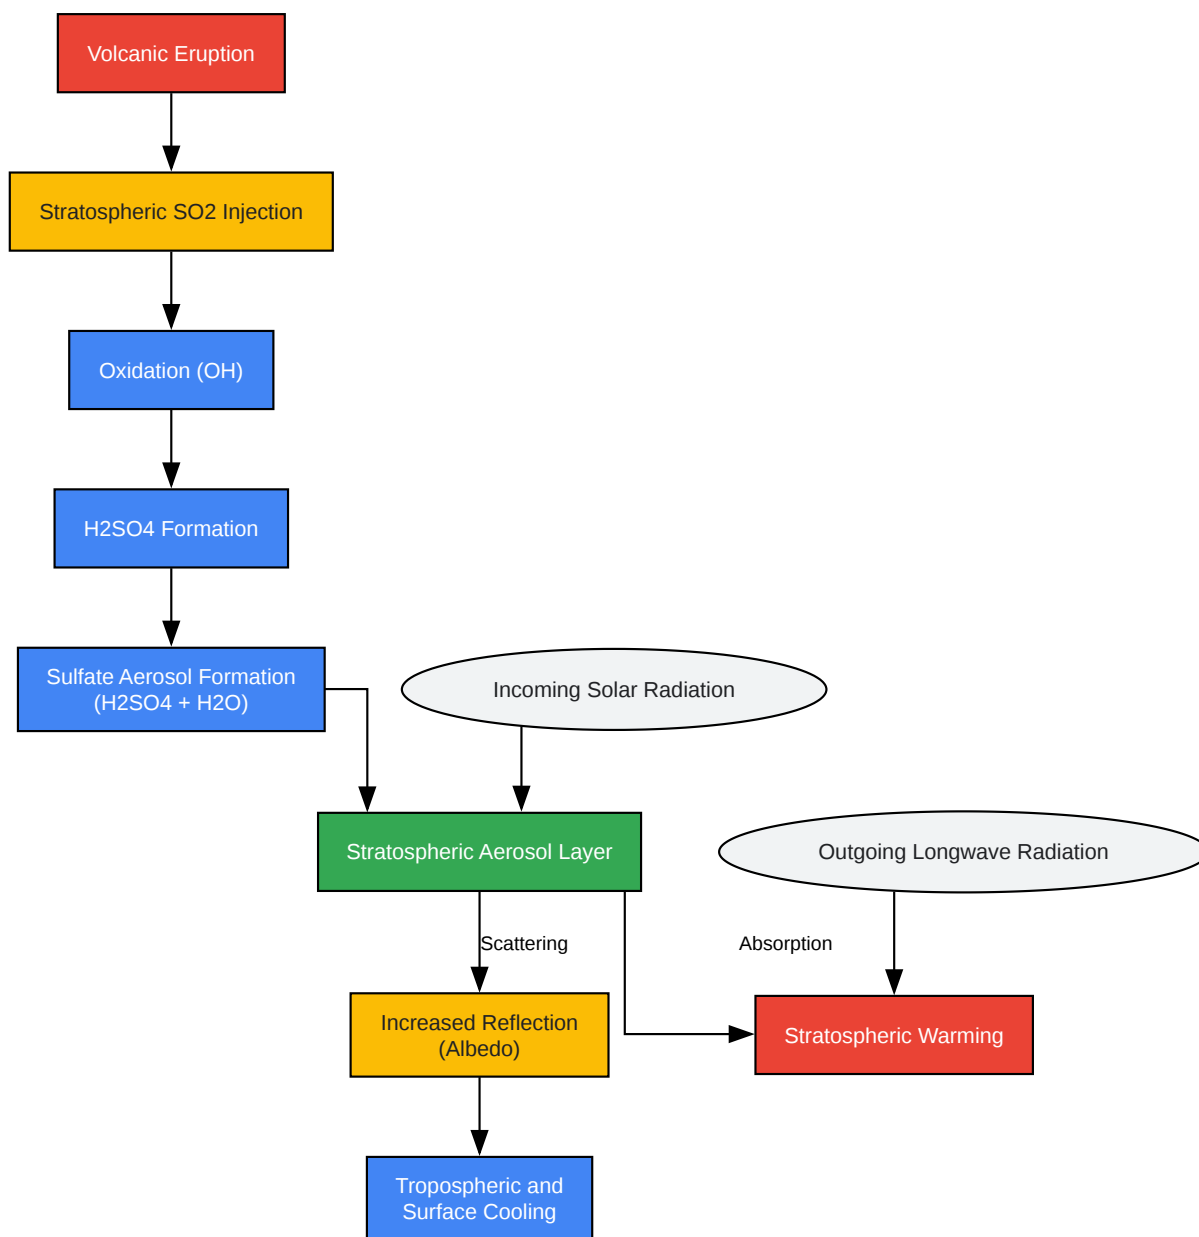 Volcanic Eruption
Stratospheric SO2 Injection
Oxidation (OH)
H2SO4 Formation
Sulfate Aerosol Formation
(H2SO4 + H2O)
Incoming Solar Radiation
Stratospheric Aerosol Layer
Outgoing Longwave Radiation
Scattering
Absorption
Increased Reflection
(Albedo)
Stratospheric Warming
Tropospheric and
Surface Cooling